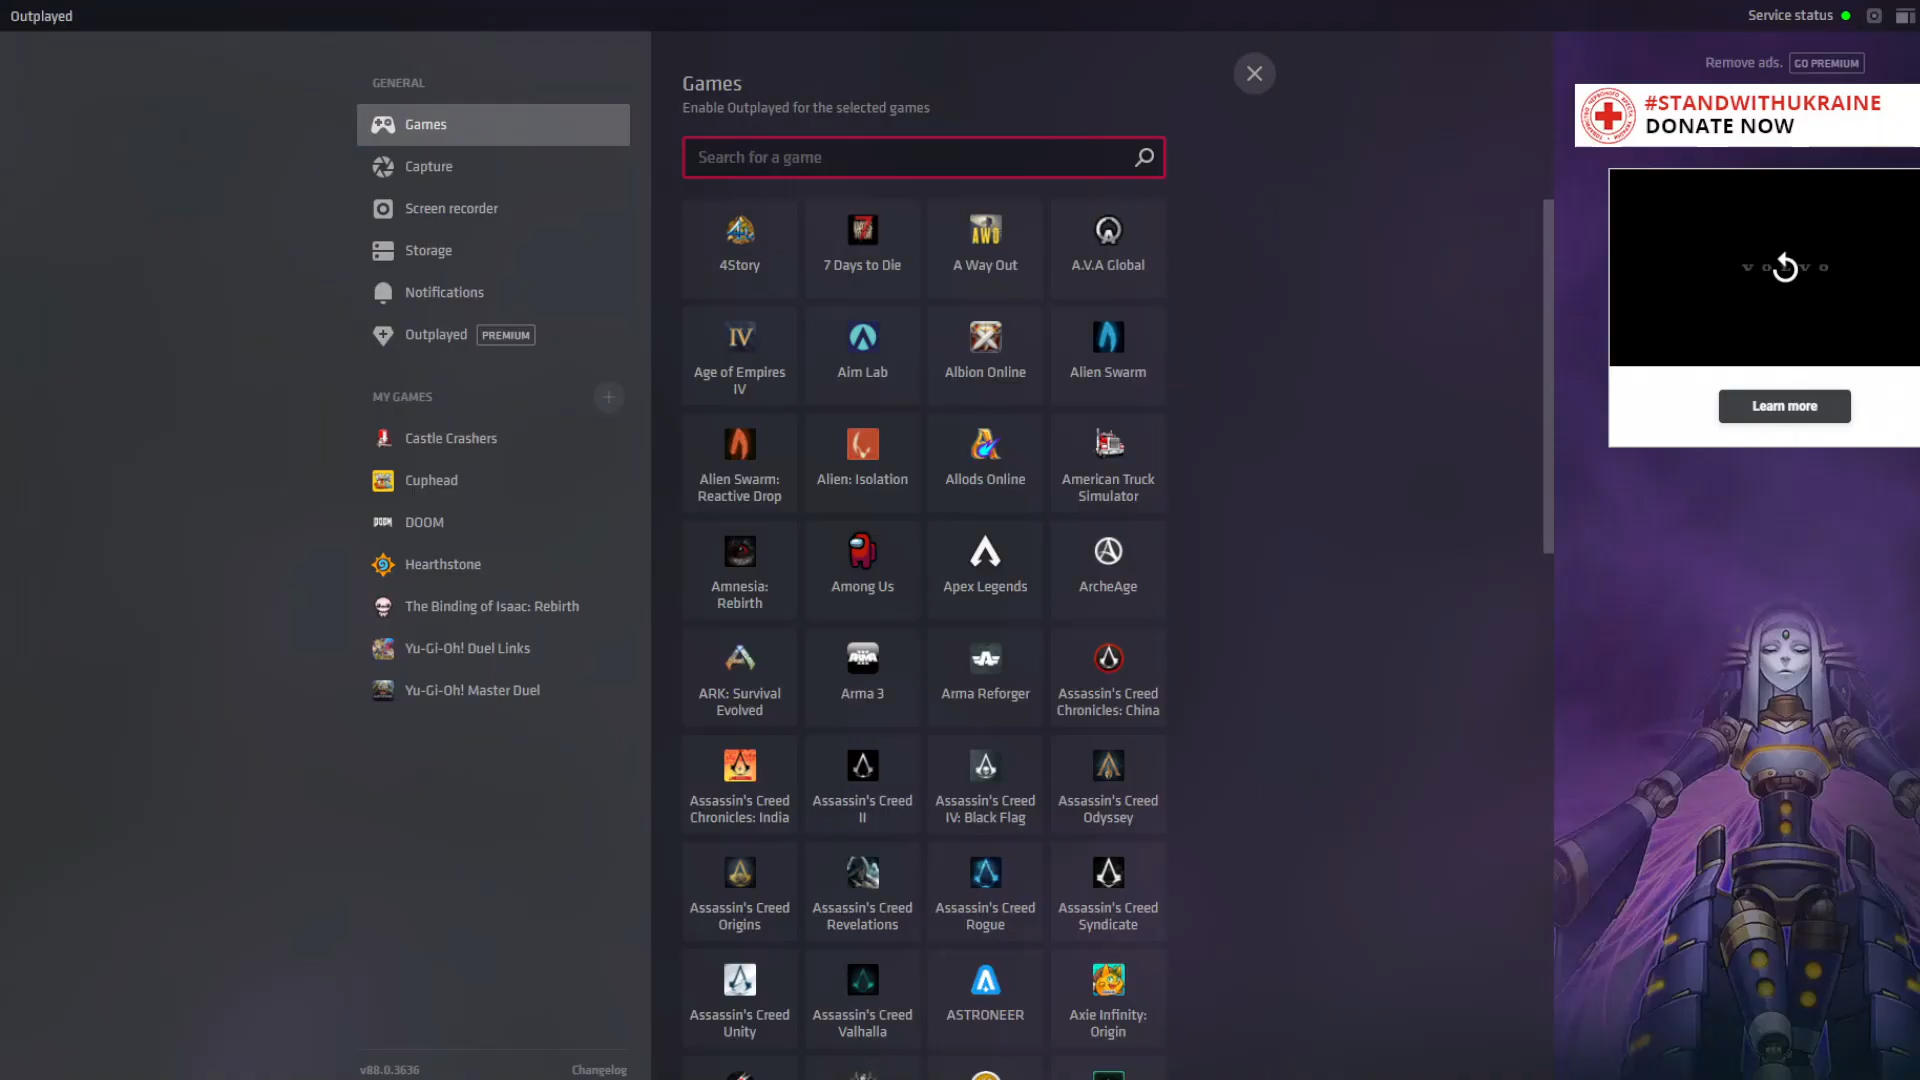 Outplayed
Service status
GENERAL
Games
Capture
Screen recorder
Storage
Notifications
Outplayed PREMIUM
MY GAMES
Castle Crashers
Cuphead
DOOM
Hearthstone
The Binding of Isaac: Rebirth
Yu-Gi-Oh! Duel Links
Yu-Gi-Oh! Master Duel
v88.0.3636
Changelog
Games
Enable Outplayed for the selected games
Search for a game
4Story
7 Days to Die
A Way Out
A.V.A Global
Age of Empires
IV
Aim Lab
Albion Online
Alien Swarm
Alien Swarm:
Reactive Drop
Alien: Isolation
Allods Online
American Truck
Simulator
Amnesia:
Rebirth
Among Us
Apex Legends
ArcheAge
ARK: Survival
Evolved
Arma 3
Arma Reforger
Assassin's Creed
Chronicles: China
Assassin's Creed
Chronicles: India
Assassin's Creed
II
Assassin's Creed
IV: Black Flag
Assassin's Creed
Odyssey
Assassin's Creed
Origins
Assassin's Creed
Revelations
Assassin's Creed
Rogue
Assassin's Creed
Syndicate
Assassin's Creed
Unity
Assassin's Creed
Valhalla
ASTRONEER
Axie Infinity:
Origin
Remove ads. GO PREMIUM
#STANDWITHUKRAINE
DONATE NOW
Learn more